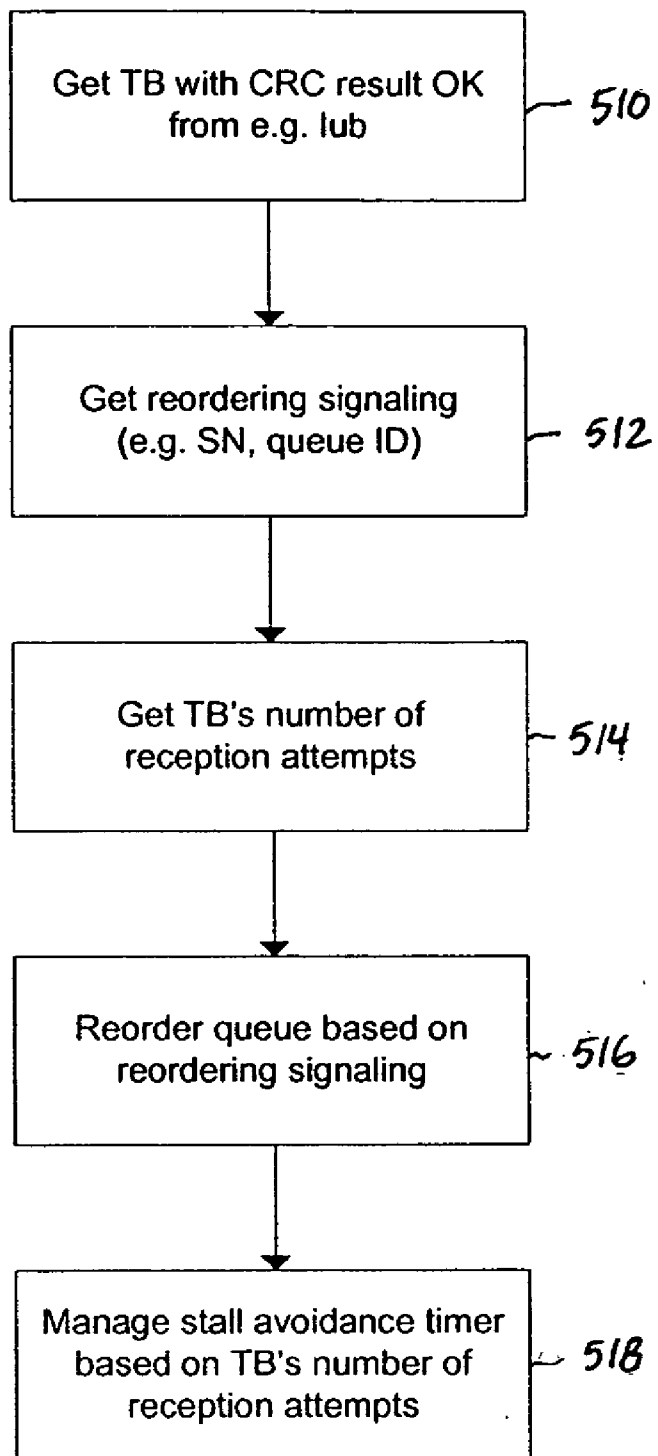 Get TB with CRC result OK
from e.g. Iub
510
Get reordering signaling
(e.g. SN, queue ID)
512
Get TB's number of
reception attempts
514
Reorder queue based on
reordering signaling
516
Manage stall avoidance timer
based on TB's number of
reception attempts
518